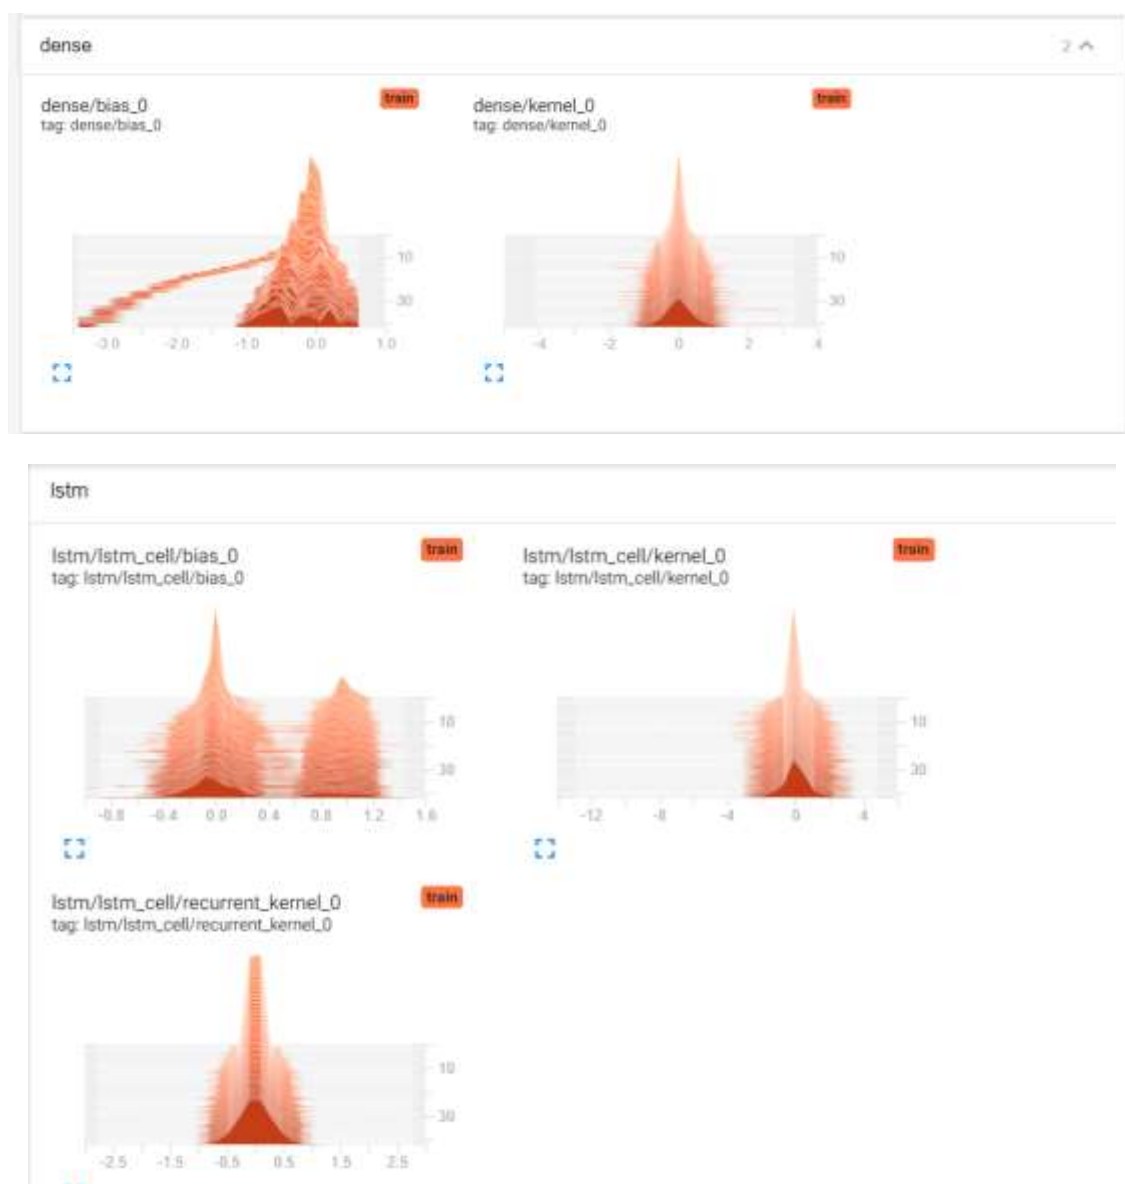 dense
2
dense/bias_0
train
tag: dense/bias_0
dense/kernel_0
train
tag: dense/kernel_0
10
30
-3.0 -2.0 -1.0 0.0 1.0
10
30
-4 -2 0 2 4
lstm
lstm/lstm_cell/bias_0
train
tag: lstm/lstm_cell/bias_0
lstm/lstm_cell/kernel_0
train
tag: lstm/lstm_cell/kernel_0
10
30
-0.8 -0.4 0.0 0.4 0.8 1.2 1.6
10
30
-12 -8 -4 0 4
lstm/lstm_cell/recurrent_kernel_0
train
tag: lstm/lstm_cell/recurrent_kernel_0
10
30
-2.5 -1.5 -0.5 0.5 1.5 2.5